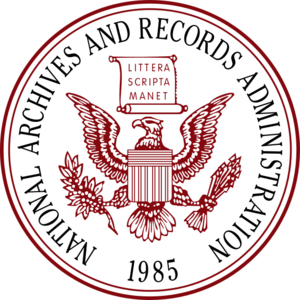 NATIONAL ARCHIVES AND RECORDS ADMINISTRATION
LITTERA
SCRIPTA
MANET
1985